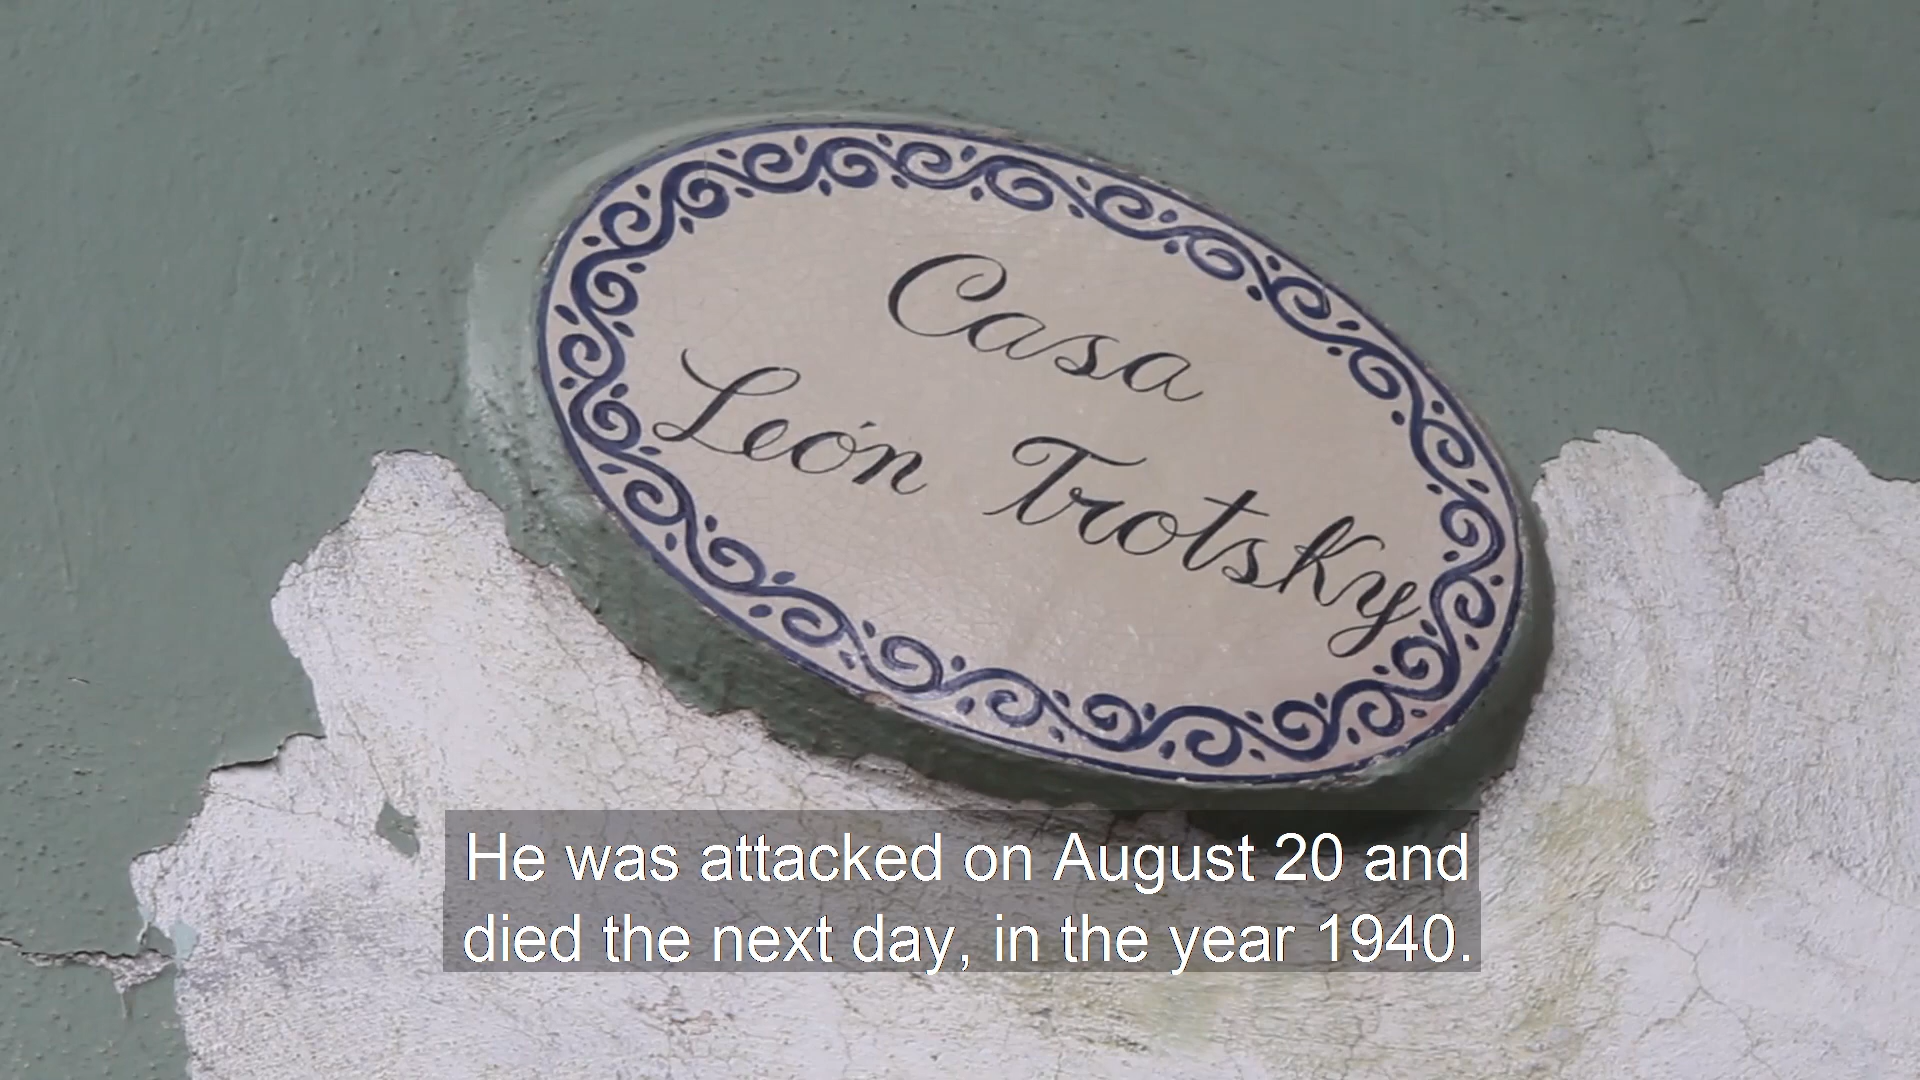 Casa
León Trotsky
He was attacked on August 20 and
died the next day, in the year 1940.